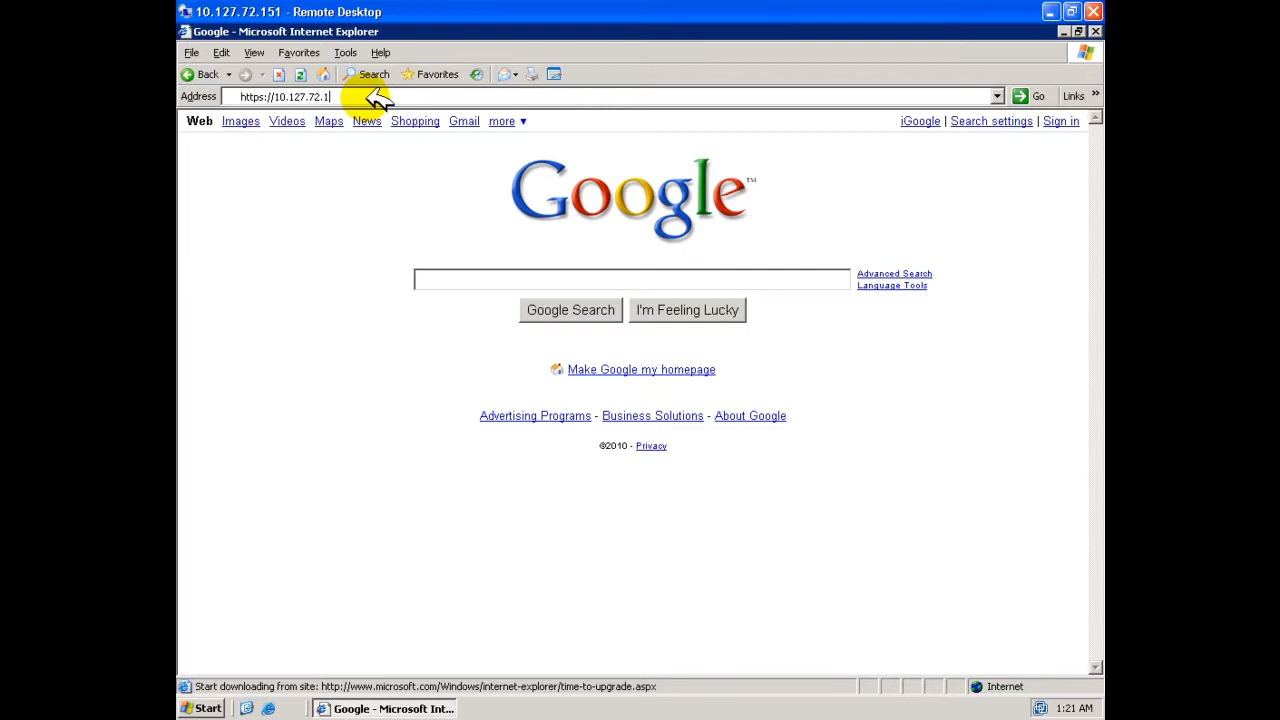 10.127.72.151 - Remote Desktop
Google - Microsoft Internet Explorer
File Edit View Favorites Tools Help
Back Search Favorites
Address https://10.127.72.1 Go Links »
Web Images Videos Maps News Shopping Gmail more ▼ iGoogle | Search settings | Sign in
Google™
Advanced Search
Language Tools
Google Search I'm Feeling Lucky
Make Google my homepage
Advertising Programs - Business Solutions - About Google
©2010 - Privacy
Start downloading from site: http://www.microsoft.com/Windows/internet-explorer/time-to-upgrade.aspx Internet
Start Google - Microsoft Int... 1:21 AM